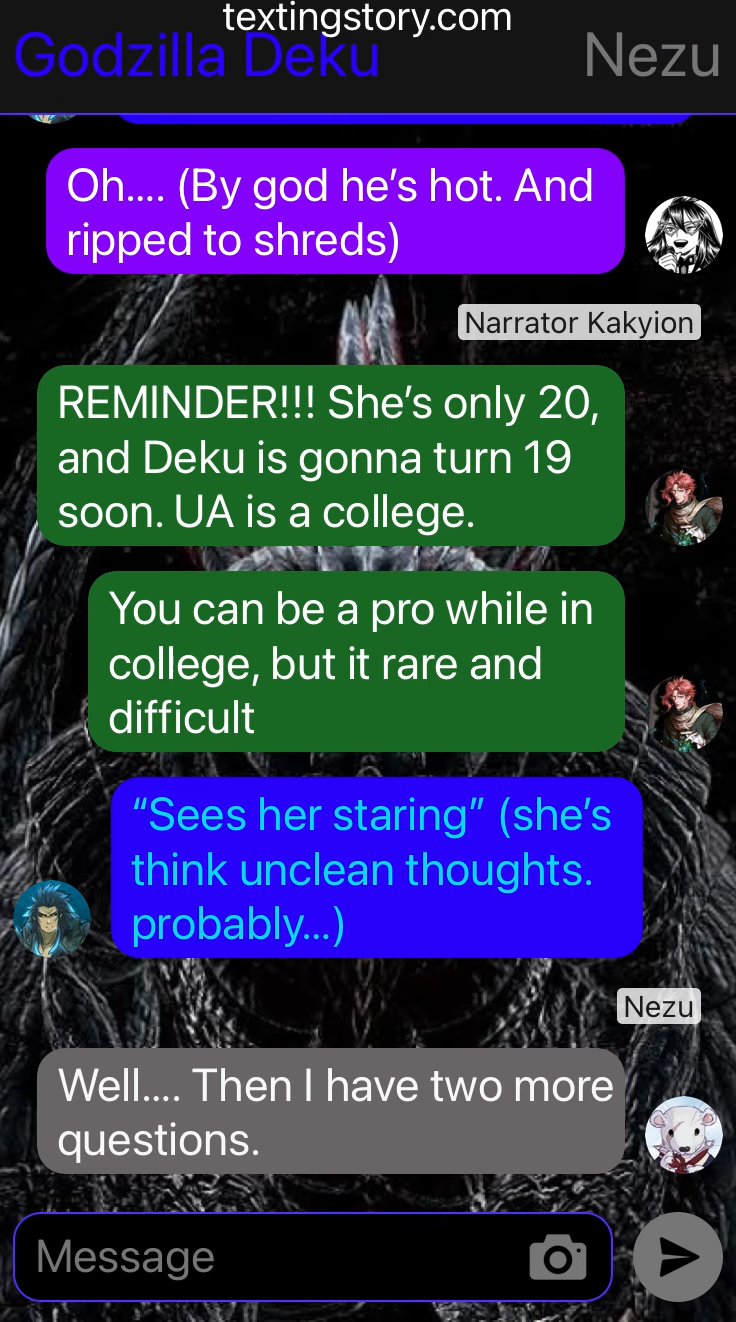 textingstory.com
Godzilla Deku
Nezu
Oh.... (By god he’s hot. And
ripped to shreds)
Narrator Kakyion
REMINDER!!! She’s only 20,
and Deku is gonna turn 19
soon. UA is a college.
You can be a pro while in
college, but it rare and
difficult
“Sees her staring” (she’s
think unclean thoughts.
probably...)
Nezu
Well.... Then I have two more
questions.
Message